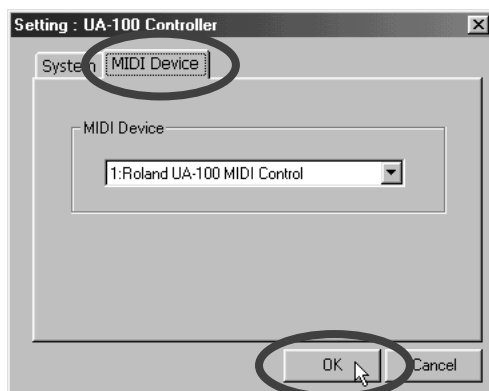 Setting : UA-100 Controller
System MIDI Device
MIDI Device
1:Roland UA-100 MIDI Control
OK Cancel